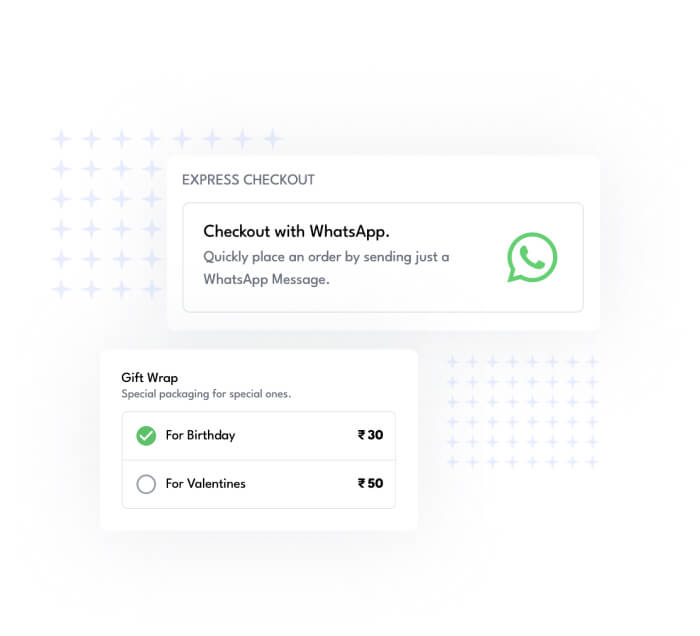 EXPRESS CHECKOUT
Checkout with WhatsApp.
Quickly place an order by sending just a
WhatsApp Message.
Gift Wrap
Special packaging for special ones.
For Birthday ₹ 30
For Valentines ₹ 50